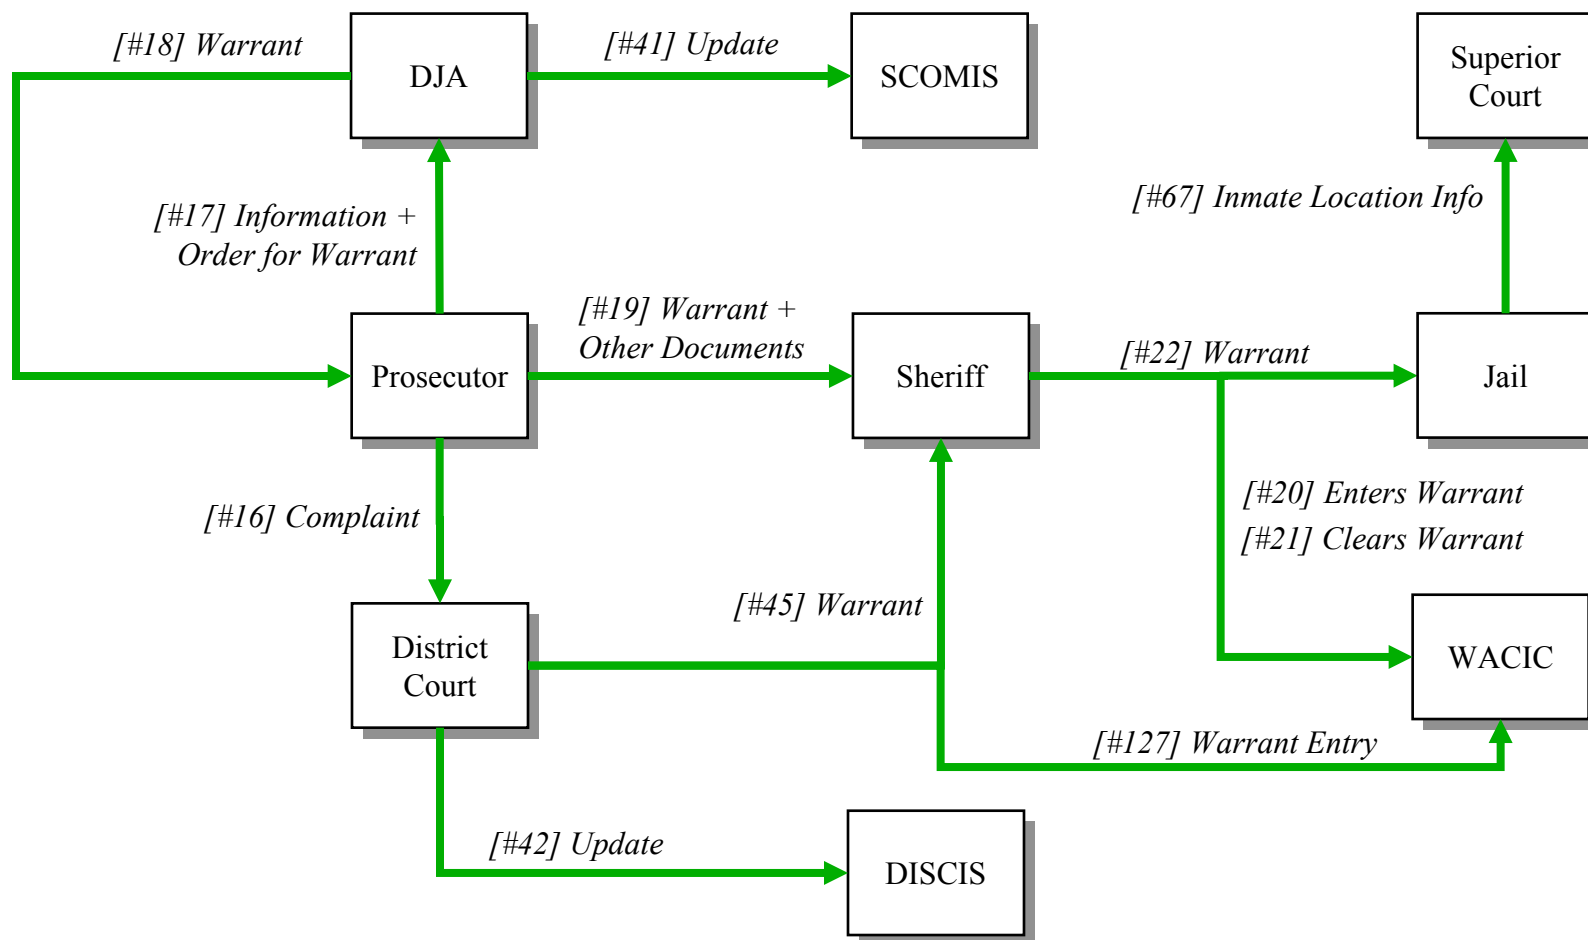 [#18] Warrant
DJA
[#41] Update
SCOMIS
Superior
Court
[#17] Information +
Order for Warrant
[#67] Inmate Location Info
Prosecutor
[#19] Warrant +
Other Documents
Sheriff
[#22] Warrant
Jail
[#16] Complaint
[#20] Enters Warrant
[#21] Clears Warrant
District
Court
[#45] Warrant
WACIC
[#127] Warrant Entry
[#42] Update
DISCIS